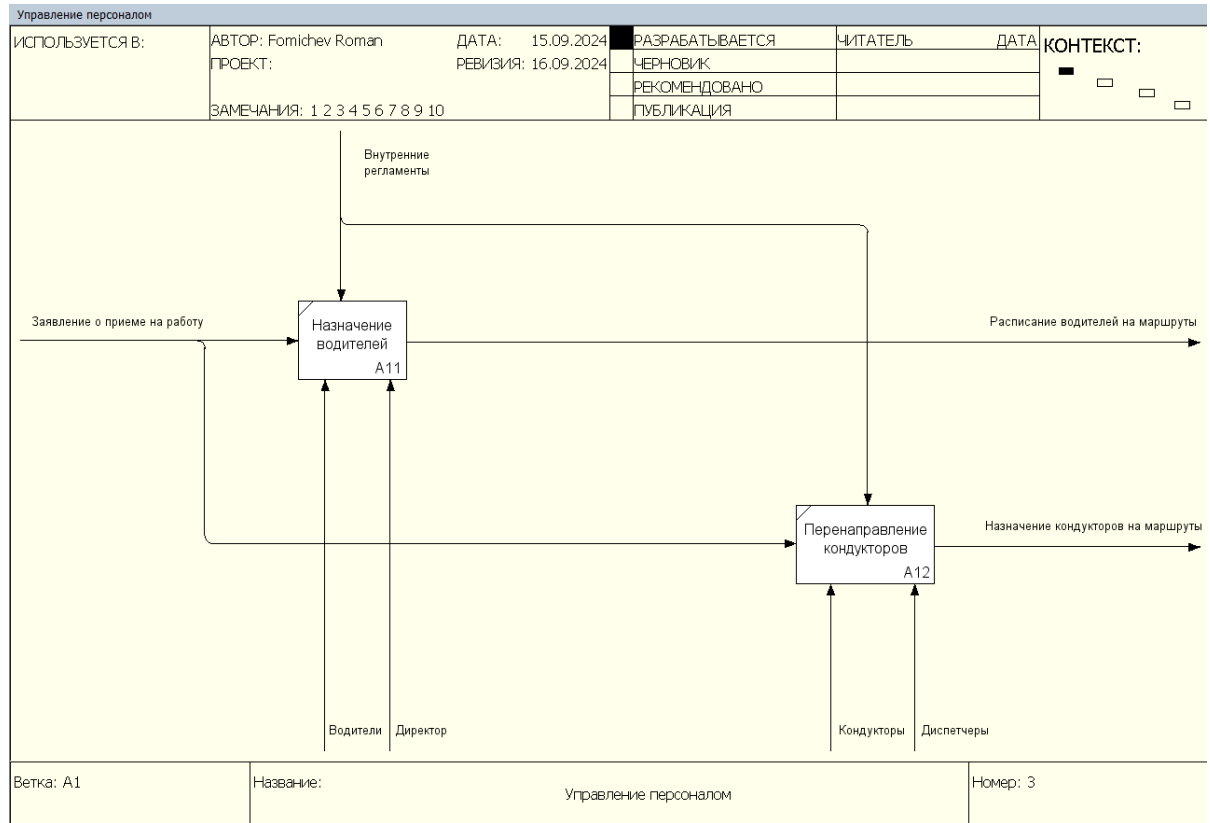 Управление персоналом
ИСПОЛЬЗУЕТСЯ В:
АВТОР: Fomichev Roman
ДАТА: 15.09.2024
ПРОЕКТ:
РЕВИЗИЯ: 16.09.2024
ЗАМЕЧАНИЯ: 1 2 3 4 5 6 7 8 9 10
РАЗРАБАТЫВАЕТСЯ
ЧЕРНОВИК
РЕКОМЕНДОВАНО
ПУБЛИКАЦИЯ
ЧИТАТЕЛЬ
ДАТА
КОНТЕКСТ:
Внутренние
регламенты
Заявление о приеме на работу
Назначение
водителей
A11
Расписание водителей на маршруты
Перенаправление
кондукторов
A12
Назначение кондукторов на маршруты
Водители
Директор
Кондукторы
Диспетчеры
Ветка: A1
Название:
Управление персоналом
Номер: 3